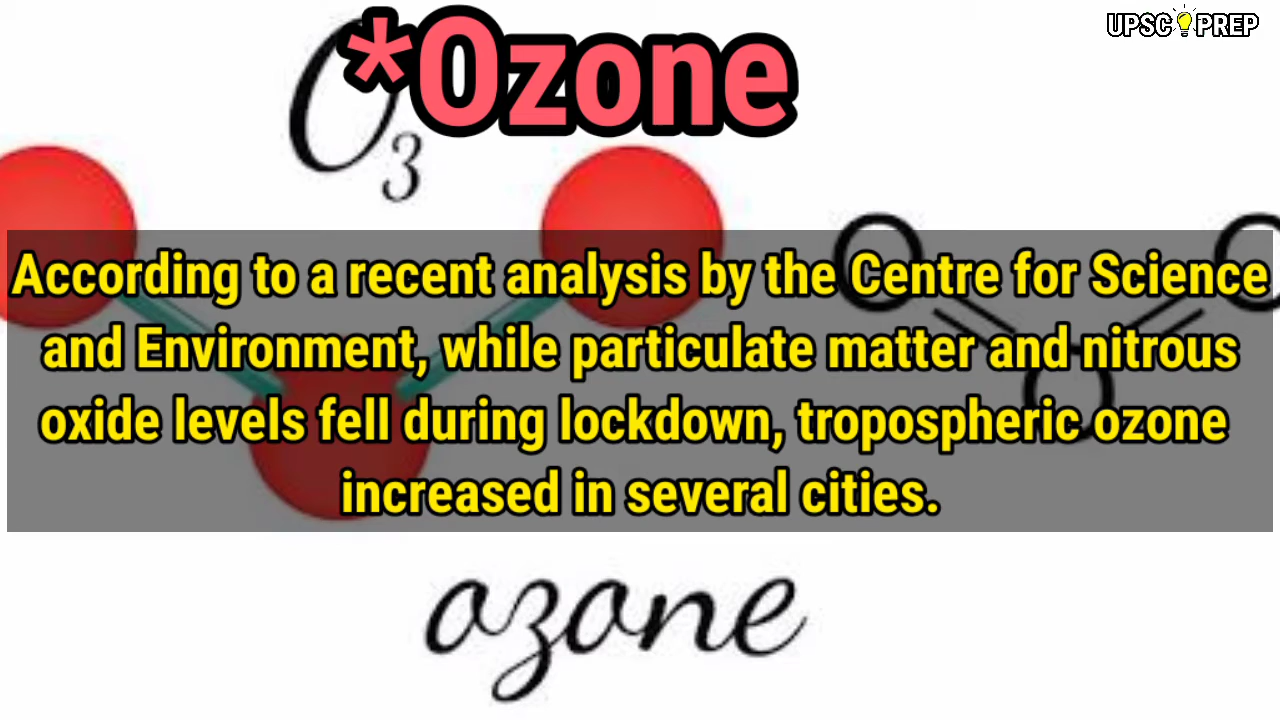 UPSC PREP
*Ozone
O3
According to a recent analysis by the Centre for Science
and Environment, while particulate matter and nitrous
oxide levels fell during lockdown, tropospheric ozone
increased in several cities.
O O
O
ozone